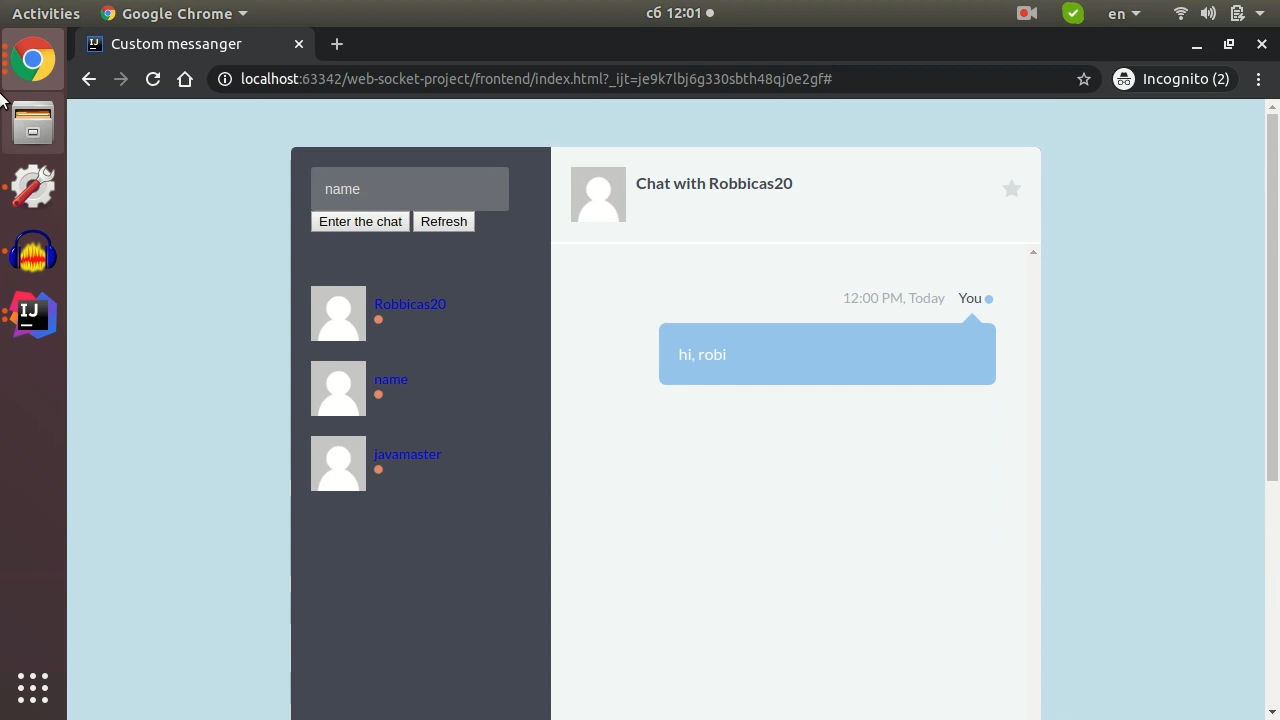 Activities
Google Chrome
сб 12:01
en
Custom messanger
localhost:63342/web-socket-project/frontend/index.html?_ijt=je9k7lbj6g330sbth48qj0e2gf#
Incognito (2)
name
Enter the chat
Refresh
Chat with Robbicas20
12:00 PM, Today
You
hi, robi
Robbicas20
name
javamaster
IJ
IJ